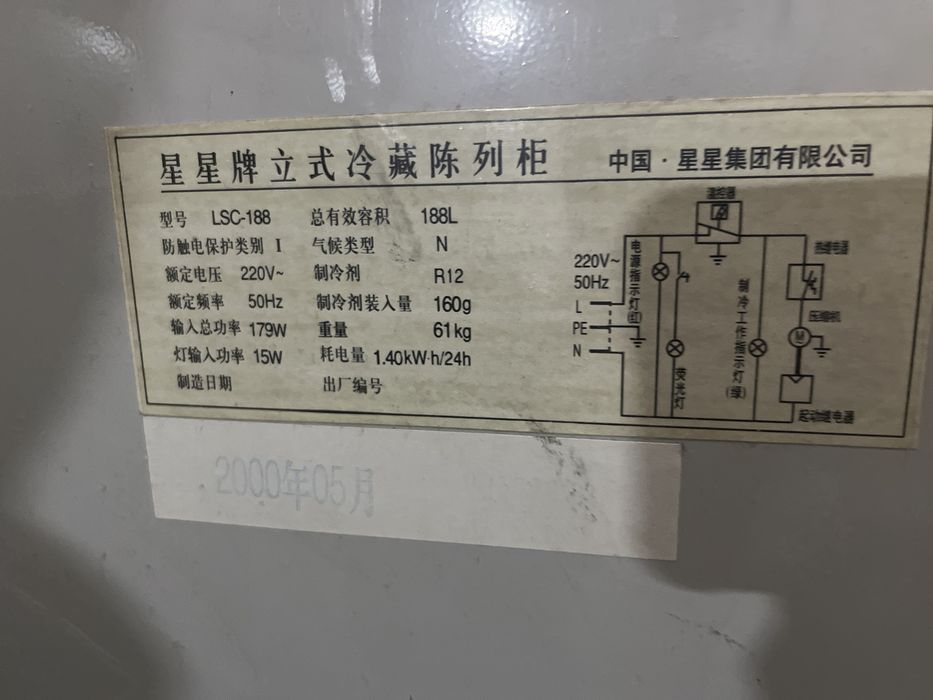 星星牌立式冷藏陈列柜 中国·星星集团有限公司
型号 LSC-188 总有效容积 188L
防触电保护类别 I 气候类型 N
额定电压 220V~ 制冷剂 R12
额定频率 50Hz 制冷剂装入量 160g
输入总功率 179W 重量 61kg
灯输入功率 15W 耗电量 1.40kW·h/24h
制造日期 出厂编号
温控器
220V~
50Hz
L
PE
N
电源指示灯(红)
荧光灯
制冷工作指示灯(绿)
热继电器
压缩机
M
起动继电器
2000年05月